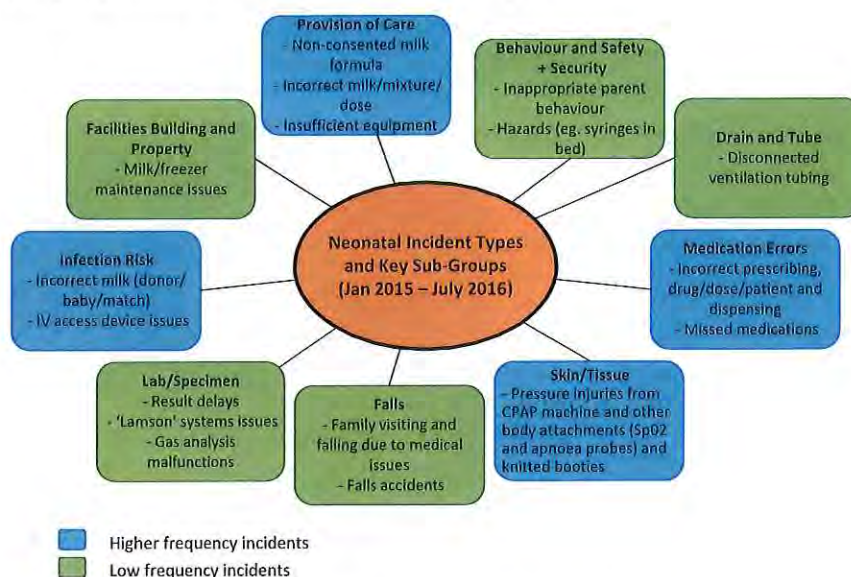 Provision of Care
- Non-consented milk
formula
- Incorrect milk/mixture/
dose
- Insufficient equipment
Behaviour and Safety
+ Security
- Inappropriate parent
behaviour
- Hazards (eg. syringes in
bed)
Facilities Building and
Property
- Milk/freezer
maintenance issues
Drain and Tube
- Disconnected
ventilation tubing
Neonatal Incident Types
and Key Sub-Groups
(Jan 2015 – July 2016)
Infection Risk
- Incorrect milk (donor/
baby/match)
- IV access device issues
Medication Errors
- Incorrect prescribing,
drug/dose/patient and
dispensing
- Missed medications
Lab/Specimen
- Result delays
- 'Lamson' systems issues
- Gas analysis
malfunctions
Falls
- Family visiting and
falling due to medical
issues
- Falls accidents
Skin/Tissue
- Pressure injuries from
CPAP machine and other
body attachments (Sp02
and apnoea probes) and
knitted booties
Higher frequency incidents
Low frequency incidents